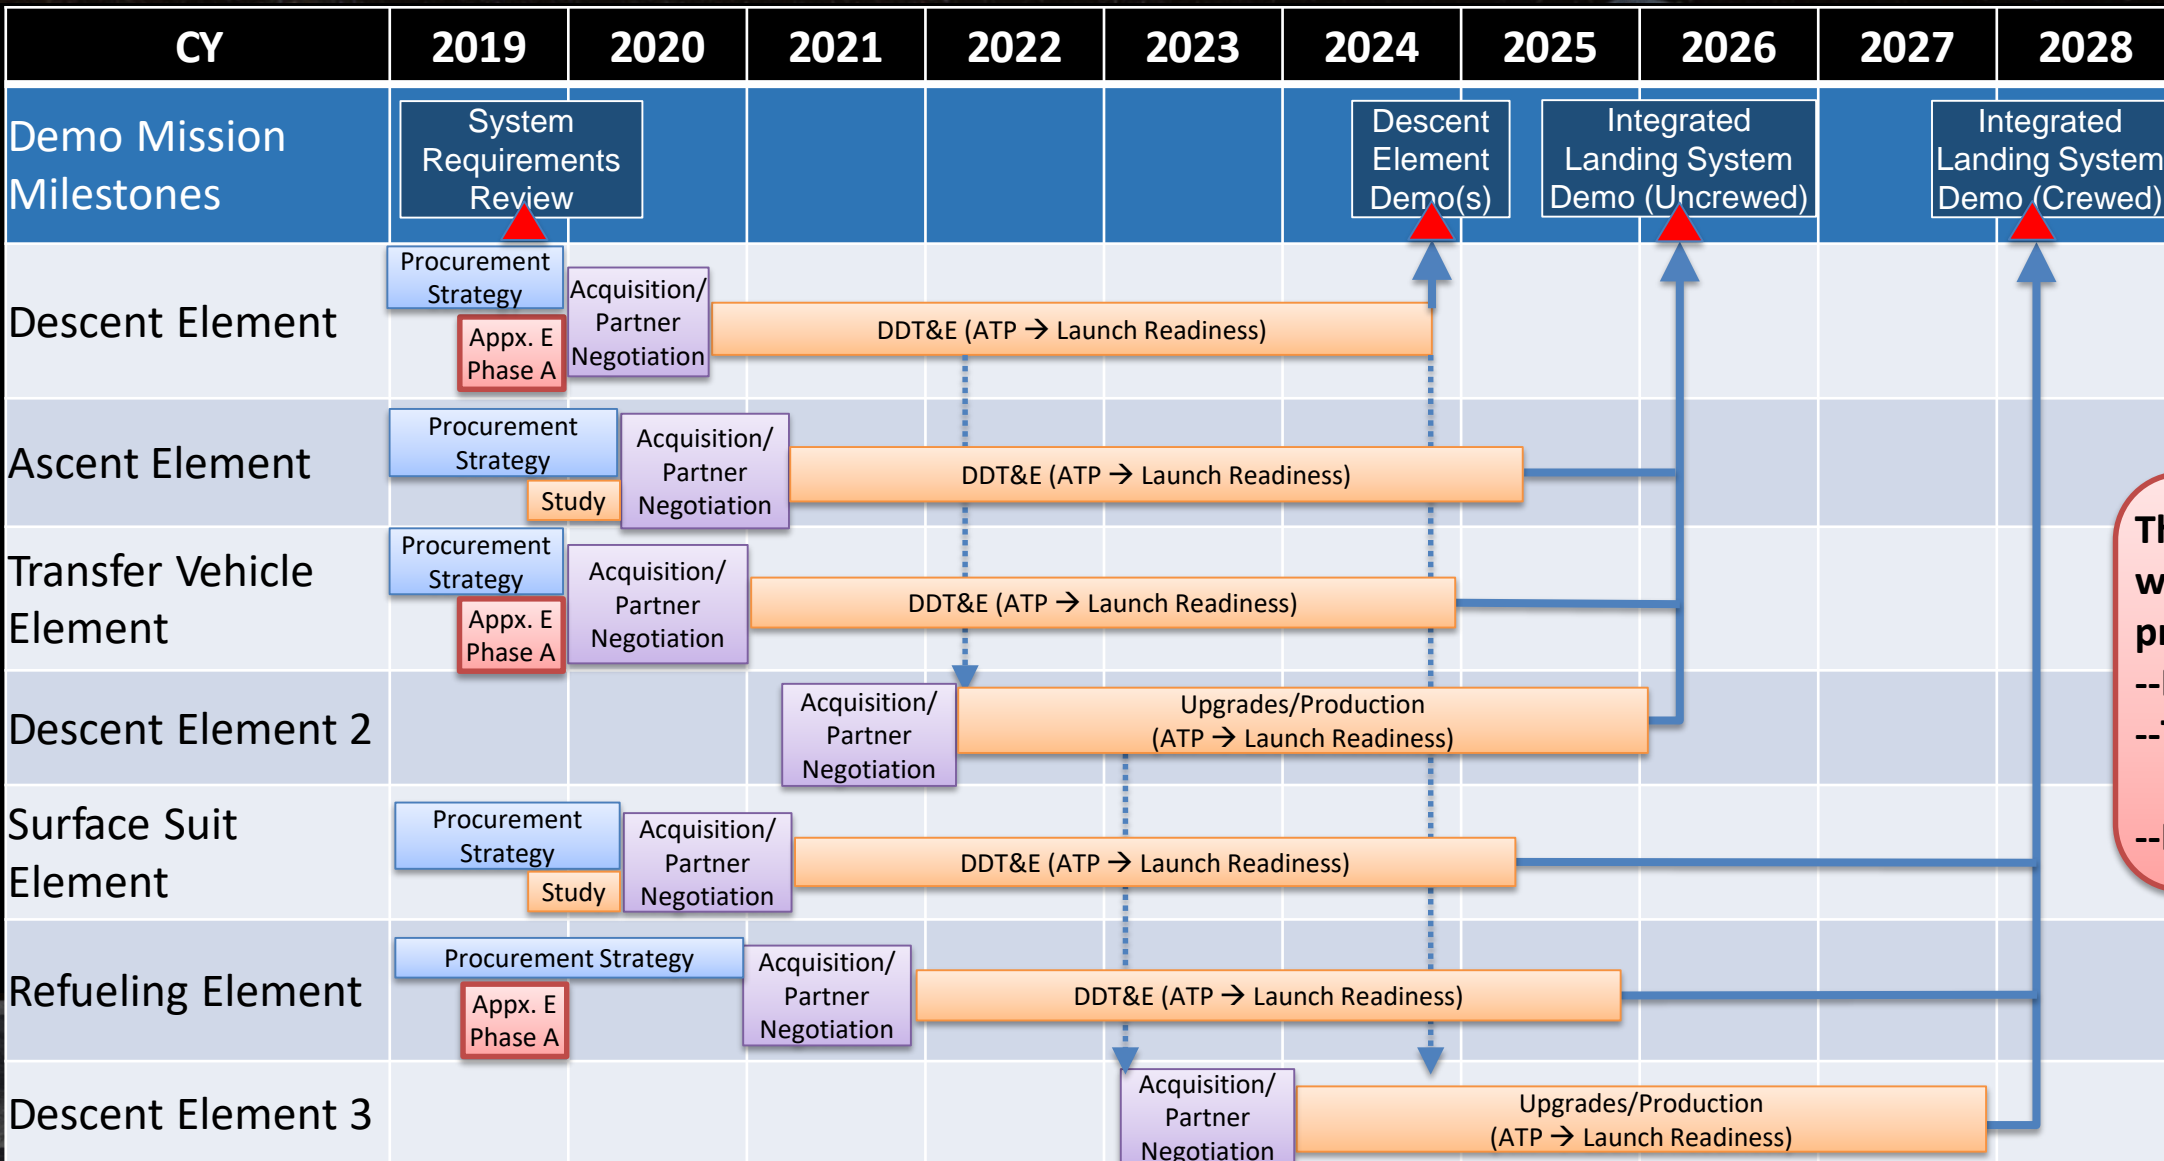 CY 2019 2020 2021 2022 2023 2024 2025 2026 2027 2028
Demo Mission
Milestones
System
Requirements
Review
Descent
Element
Demo(s)
Integrated
Landing System
Demo (Uncrewed)
Integrated
Landing System
Demo (Crewed)
Descent Element
Procurement
Strategy
Appx. E
Phase A
Acquisition/
Partner
Negotiation
DDT&E (ATP → Launch Readiness)
Ascent Element
Procurement
Strategy
Study
Acquisition/
Partner
Negotiation
DDT&E (ATP → Launch Readiness)
Transfer Vehicle
Element
Procurement
Strategy
Appx. E
Phase A
Acquisition/
Partner
Negotiation
DDT&E (ATP → Launch Readiness)
Descent Element 2
Acquisition/
Partner
Negotiation
Upgrades/Production
(ATP → Launch Readiness)
Surface Suit
Element
Procurement
Strategy
Study
Acquisition/
Partner
Negotiation
DDT&E (ATP → Launch Readiness)
Refueling Element
Procurement Strategy
Appx. E
Phase A
Acquisition/
Partner
Negotiation
DDT&E (ATP → Launch Readiness)
Descent Element 3
Acquisition/
Partner
Negotiation
Upgrades/Production
(ATP → Launch Readiness)